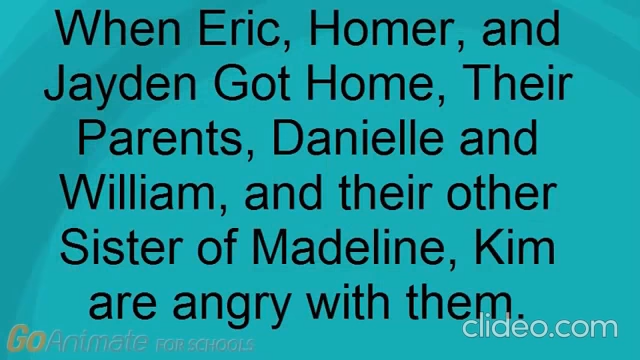 When Eric, Homer, and
Jayden Got Home, Their
Parents, Danielle and
William, and their other
Sister of Madeline, Kim
are angry with them.
GoAnimate FOR SCHOOLS
clideo.com